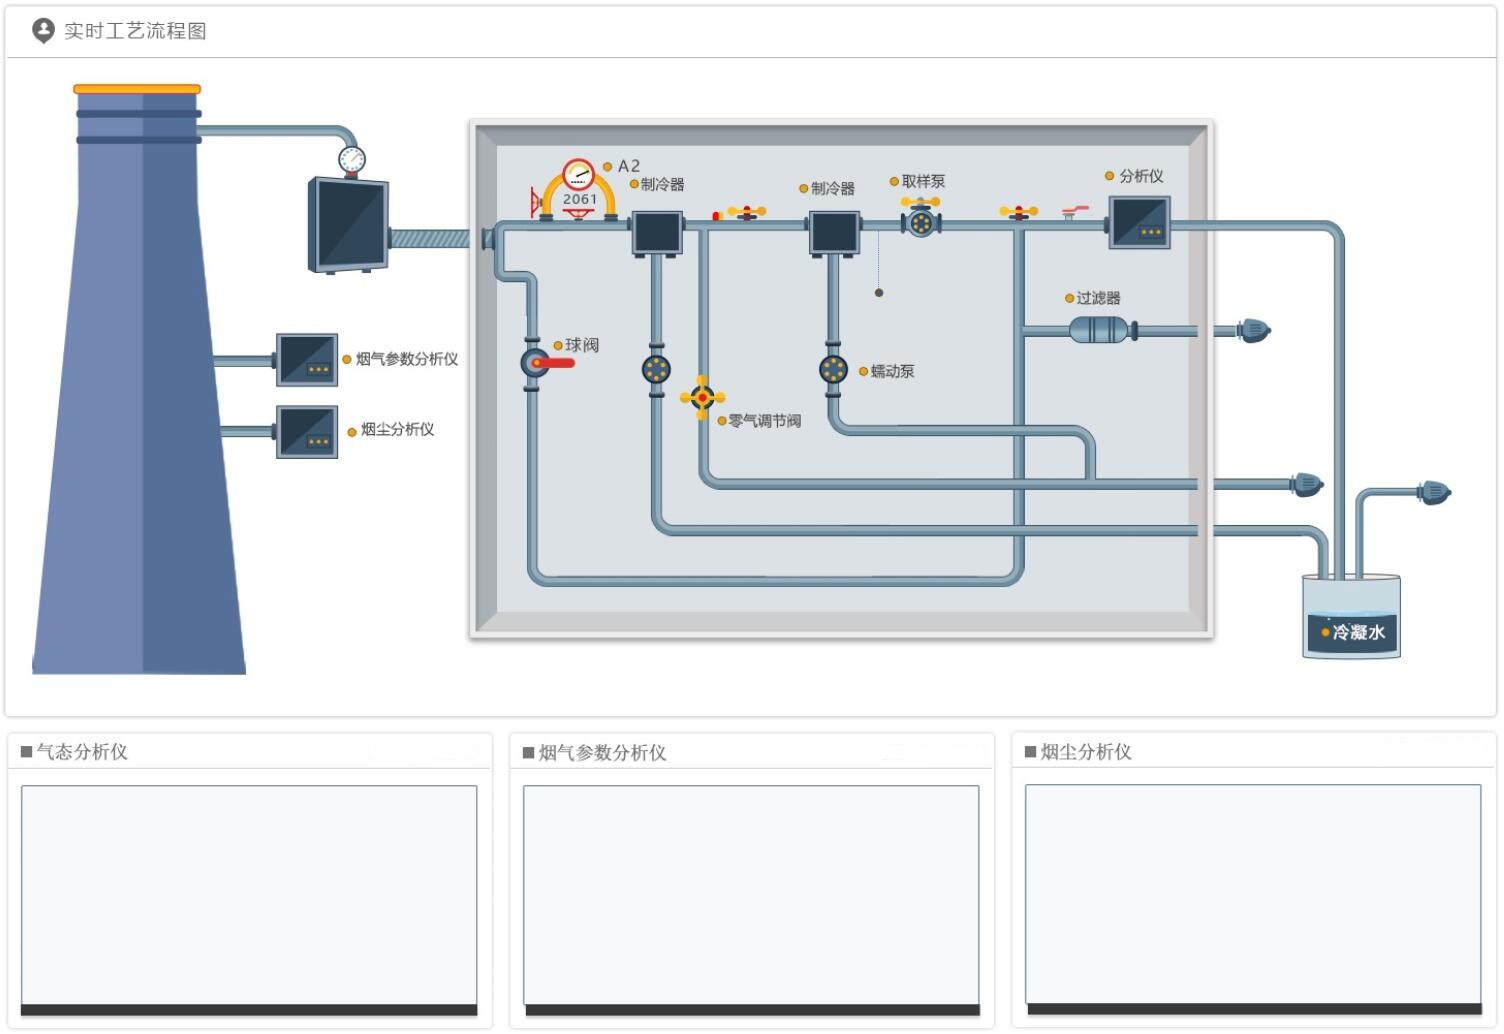 实时工艺流程图
A2
制冷器
2061
制冷器
取样泵
分析仪
过滤器
球阀
烟气参数分析仪
蠕动泵
零气调节阀
烟尘分析仪
冷凝水
气态分析仪
烟气参数分析仪
烟尘分析仪